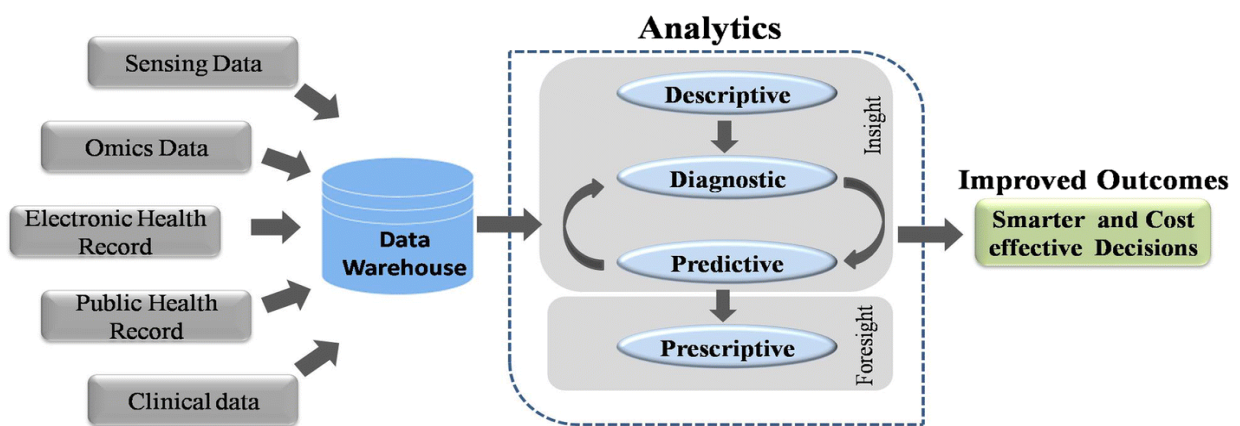 Analytics
Sensing Data
Omics Data
Electronic Health
Record
Public Health
Record
Clinical data
Data
Warehouse
Descriptive
Diagnostic
Predictive
Insight
Prescriptive
Foresight
Improved Outcomes
Smarter and Cost
effective Decisions